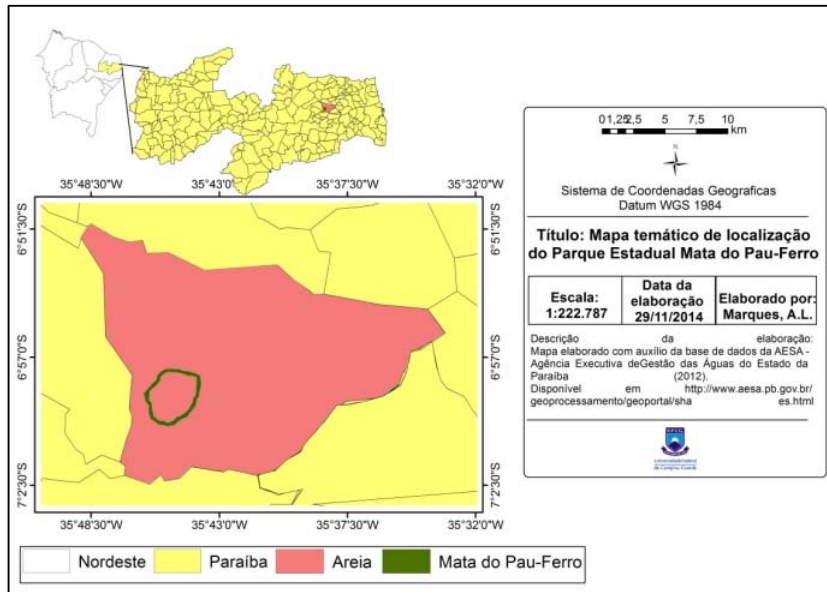 35°48'30"W 35°43'0"W 35°37'30"W 35°32'0"W
6°51'30"S 6°51'30"S
6°57'0"S 6°57'0"S
7°2'30"S 7°2'30"S
35°48'30"W 35°43'0"W 35°37'30"W 35°32'0"W
Nordeste Paraíba Areia Mata do Pau-Ferro
0 1,25 2,5 5 7,5 10
km
N
Sistema de Coordenadas Geograficas
Datum WGS 1984
Título: Mapa temático de localização
do Parque Estadual Mata do Pau-Ferro
Escala:
1:222.787
Data da
elaboração
29/11/2014
Elaborado por:
Marques, A.L.
Descrição da elaboração:
Mapa elaborado com auxílio da base de dados da AESA -
Agência Executiva deGestão das Águas do Estado da
Paraíba (2012).
Disponível em http://www.aesa.pb.gov.br/
geoprocessamento/geoportal/sha es.html
UFCG
Universidade Federal
de Campina Grande